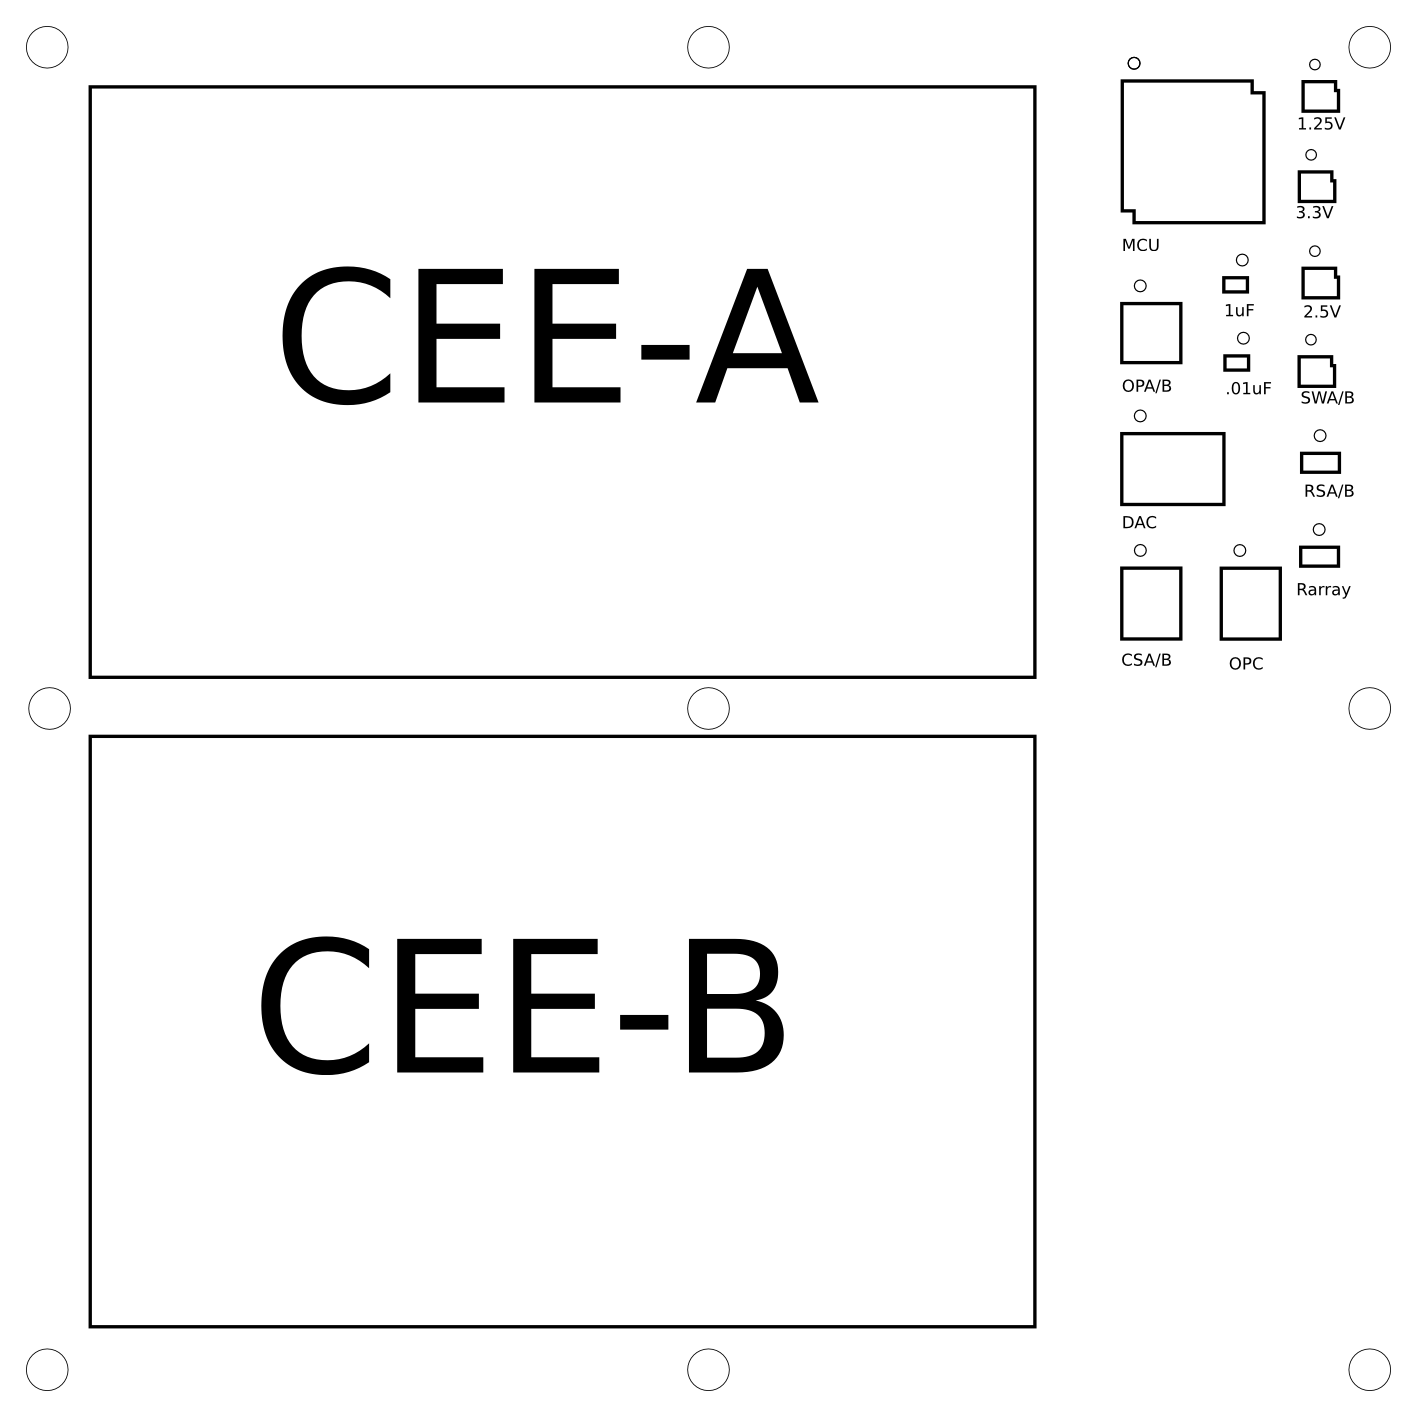 CEE-A
1.25V
3.3V
MCU
1uF
2.5V
OPA/B
.01uF
SWA/B
RSA/B
DAC
Rarray
CSA/B
OPC
CEE-B